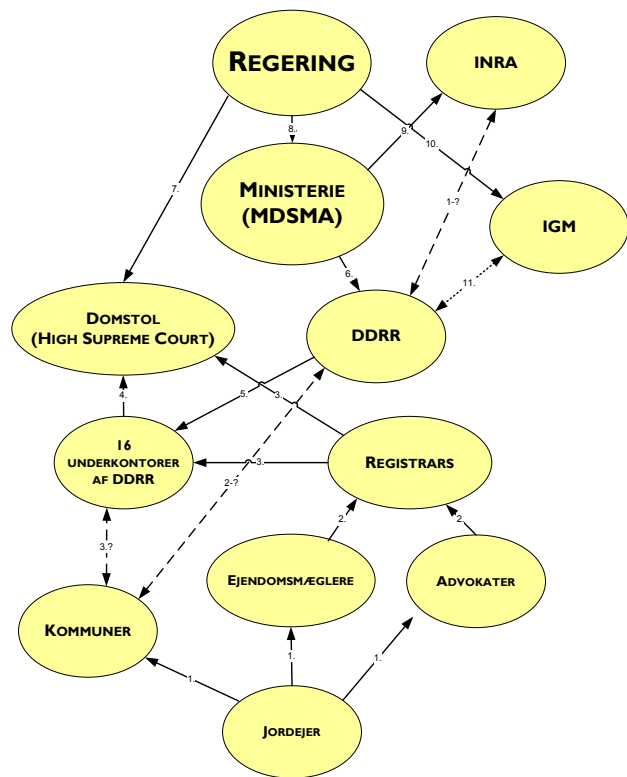 REGERING
INRA
8.
9.
10.
7.
MINISTERIE
(MDSMA)
1-?
IGM
6.
11.
DOMSTOL
(HIGH SUPREME COURT)
DDRR
4.
5.
3.
16
UNDERKONTORER
AF DDRR
3.
REGISTRARS
2-?
2.
2.
3.?
EJENDOMSMÆGLERE
ADVOKATER
KOMMUNER
1.
1.
1.
JORDEJER